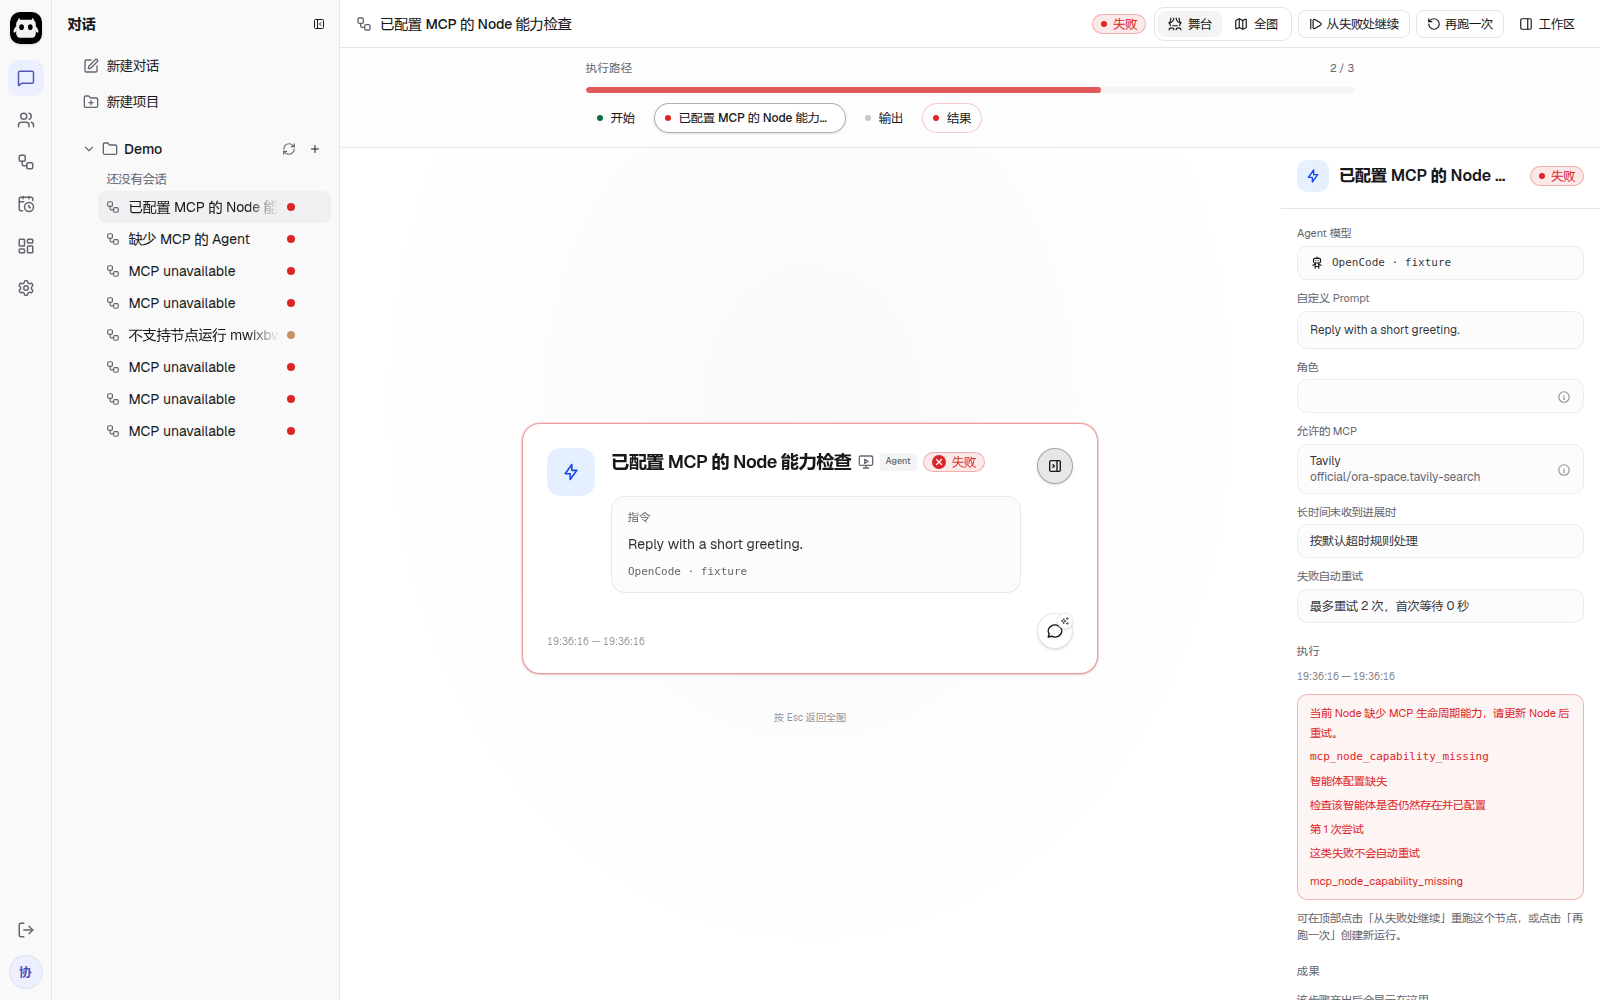 对话
新建对话
新建项目
Demo
还没有会话
已配置 MCP 的 Node 能
缺少 MCP 的 Agent
MCP unavailable
MCP unavailable
不支持节点运行 mwixbv
MCP unavailable
MCP unavailable
MCP unavailable
协
已配置 MCP 的 Node 能力检查
失败
舞台
全图
从失败处继续
再跑一次
工作区
执行路径
2 / 3
开始
已配置 MCP 的 Node 能力...
输出
结果
已配置 MCP 的 Node 能力检查
Agent
失败
指令
Reply with a short greeting.
OpenCode · fixture
19:36:16 — 19:36:16
按 Esc 返回全图
已配置 MCP 的 Node ...
失败
Agent 模型
OpenCode · fixture
自定义 Prompt
Reply with a short greeting.
角色
允许的 MCP
Tavily
official/ora-space.tavily-search
长时间未收到进展时
按默认超时规则处理
失败自动重试
最多重试 2 次，首次等待 0 秒
执行
19:36:16 — 19:36:16
当前 Node 缺少 MCP 生命周期能力，请更新 Node 后
重试。
mcp_node_capability_missing
智能体配置缺失
检查该智能体是否仍然存在并已配置
第 1 次尝试
这类失败不会自动重试
mcp_node_capability_missing
可在顶部点击「从失败处继续」重跑这个节点，或点击「再
跑一次」创建新运行。
成果
该步骤产出后会显示在这里